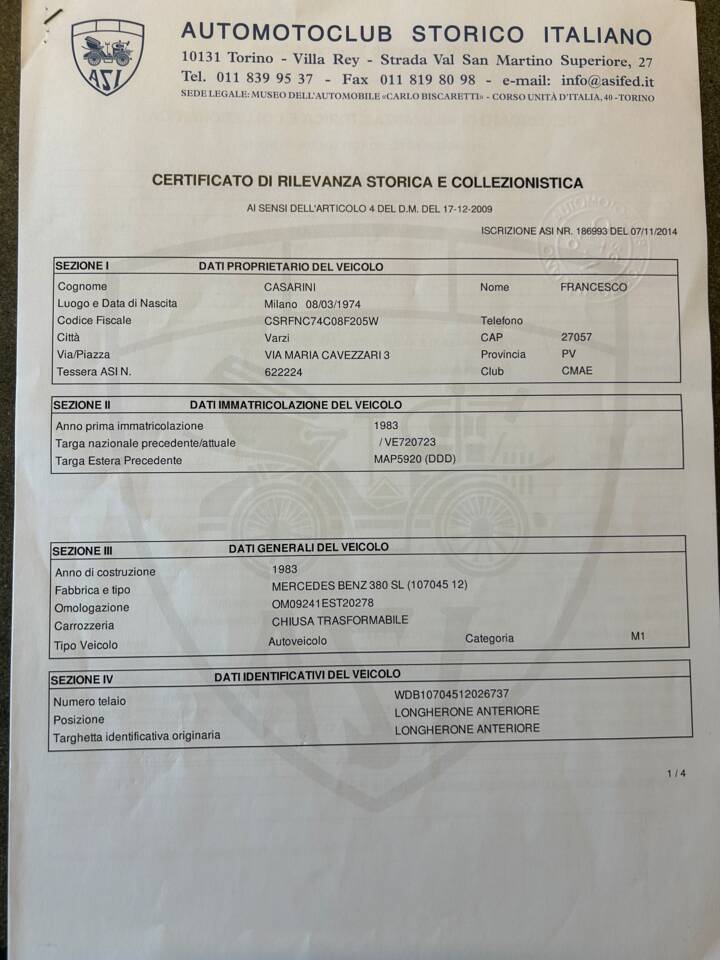 ASI
AUTOMOTOCLUB STORICO ITALIANO
10131 Torino - Villa Rey - Strada Val San Martino Superiore, 27
Tel. 011 839 95 37 - Fax 011 819 80 98 - e-mail: info@asifed.it
SEDE LEGALE: MUSEO DELL'AUTOMOBILE «CARLO BISCARETTI» - CORSO UNITÀ D'ITALIA, 40 - TORINO
CERTIFICATO DI RILEVANZA STORICA E COLLEZIONISTICA
AI SENSI DELL'ARTICOLO 4 DEL D.M. DEL 17-12-2009
ISCRIZIONE ASI NR. 186993 DEL 07/11/2014
SEZIONE I DATI PROPRIETARIO DEL VEICOLO
Cognome CASARINI Nome FRANCESCO
Luogo e Data di Nascita Milano 08/03/1974
Codice Fiscale CSRFNC74C08F205W Telefono
Città Varzi CAP 27057
Via/Piazza VIA MARIA CAVEZZARI 3 Provincia PV
Tessera ASI N. 622224 Club CMAE
SEZIONE II DATI IMMATRICOLAZIONE DEL VEICOLO
Anno prima immatricolazione 1983
Targa nazionale precedente/attuale / VE720723
Targa Estera Precedente MAP5920 (DDD)
SEZIONE III DATI GENERALI DEL VEICOLO
Anno di costruzione 1983
Fabbrica e tipo MERCEDES BENZ 380 SL (107045 12)
Omologazione OM09241EST20278
Carrozzeria CHIUSA TRASFORMABILE
Tipo Veicolo Autoveicolo Categoria M1
SEZIONE IV DATI IDENTIFICATIVI DEL VEICOLO
Numero telaio WDB10704512026737
Posizione LONGHERONE ANTERIORE
Targhetta identificativa originaria LONGHERONE ANTERIORE
ASI
1 / 4